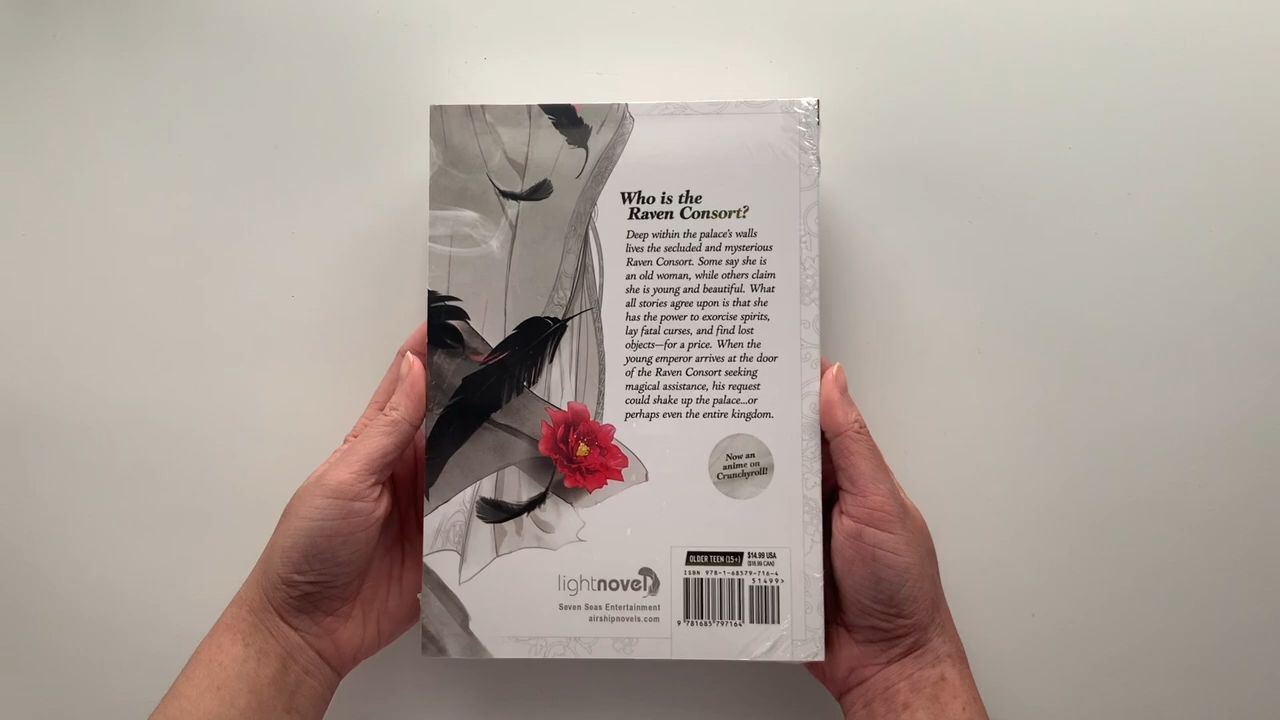 Who is the
Raven Consort?
Deep within the palace's walls
lives the secluded and mysterious
Raven Consort. Some say she is
an old woman, while others claim
she is young and beautiful. What
all stories agree upon is that she
has the power to exorcise spirits,
lay fatal curses, and find lost
objects—for a price. When the
young emperor arrives at the door
of the Raven Consort seeking
magical assistance, his request
could shake up the palace...or
perhaps even the entire kingdom.
Now an
anime on
Crunchyroll!
lightnovel
Seven Seas Entertainment
airshipnovels.com
OLDER TEEN (15+)
$14.99 USA
($18.99 CAN)
ISBN 978-1-68579-716-4
51499>
9 781685 797164